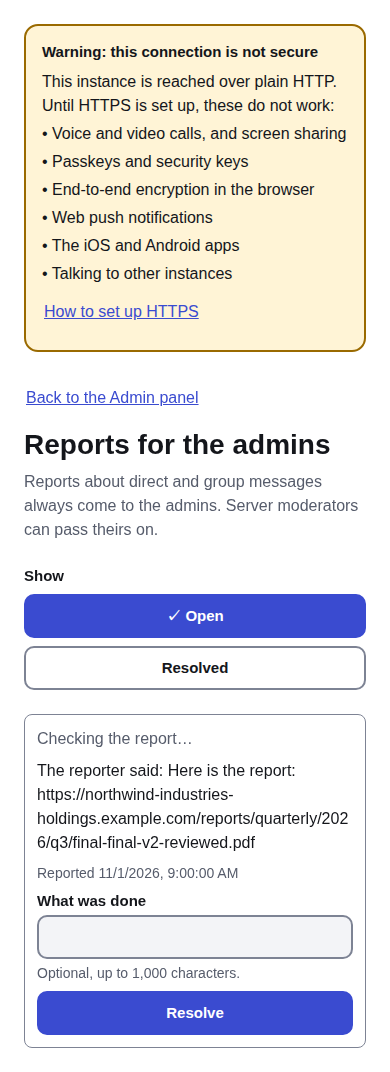 Warning: this connection is not secure
This instance is reached over plain HTTP.
Until HTTPS is set up, these do not work:
• Voice and video calls, and screen sharing
• Passkeys and security keys
• End-to-end encryption in the browser
• Web push notifications
• The iOS and Android apps
• Talking to other instances
How to set up HTTPS
Back to the Admin panel
Reports for the admins
Reports about direct and group messages
always come to the admins. Server moderators
can pass theirs on.
Show
✓ Open
Resolved
Checking the report…
The reporter said: Here is the report:
https://northwind-industries-
holdings.example.com/reports/quarterly/202
6/q3/final-final-v2-reviewed.pdf
Reported 11/1/2026, 9:00:00 AM
What was done
Optional, up to 1,000 characters.
Resolve